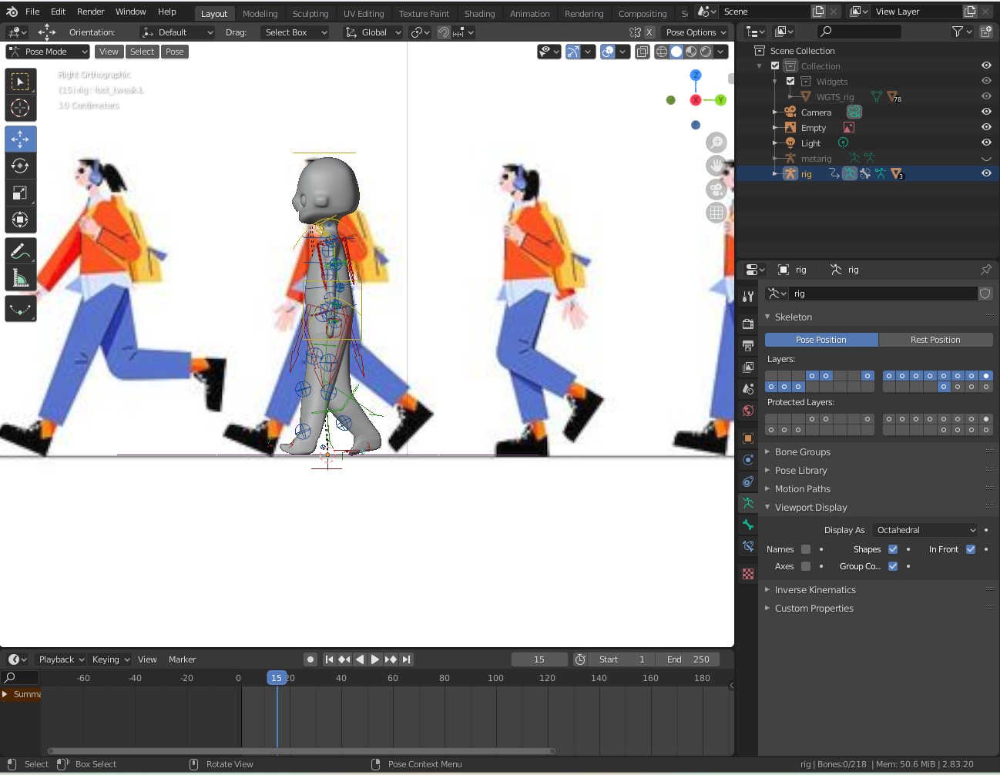 File Edit Render Window Help Layout Modeling Sculpting UV Editing Texture Paint Shading Animation Rendering Compositing S Scene View Layer
Orientation: Default Drag: Select Box Global X Pose Options
Pose Mode View Select Pose
Right Orthographic
(15) rig : foot_tweak.L
10 Centimeters
Z
X
Y
Scene Collection
Collection
Widgets
WGTS_rig 78
Camera
Empty
Light
metarig
rig 3
rig rig
rig
Skeleton
Pose Position Rest Position
Layers:
Protected Layers:
Bone Groups
Pose Library
Motion Paths
Viewport Display
Display As Octahedral
Names Shapes In Front
Axes Group Co...
Inverse Kinematics
Custom Properties
Playback Keying View Marker 15 Start 1 End 250
-60 -40 -20 0 15 20 40 60 80 100 120 140 160 180
Summa
Select Box Select Rotate View Pose Context Menu rig | Bones:0/218 | Mem: 50.6 MiB | 2.83.20